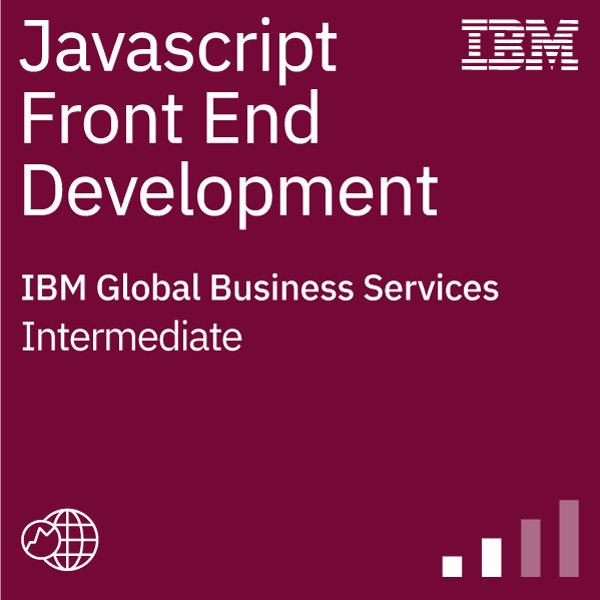 Javascript
Front End
Development
IBM
IBM Global Business Services
Intermediate